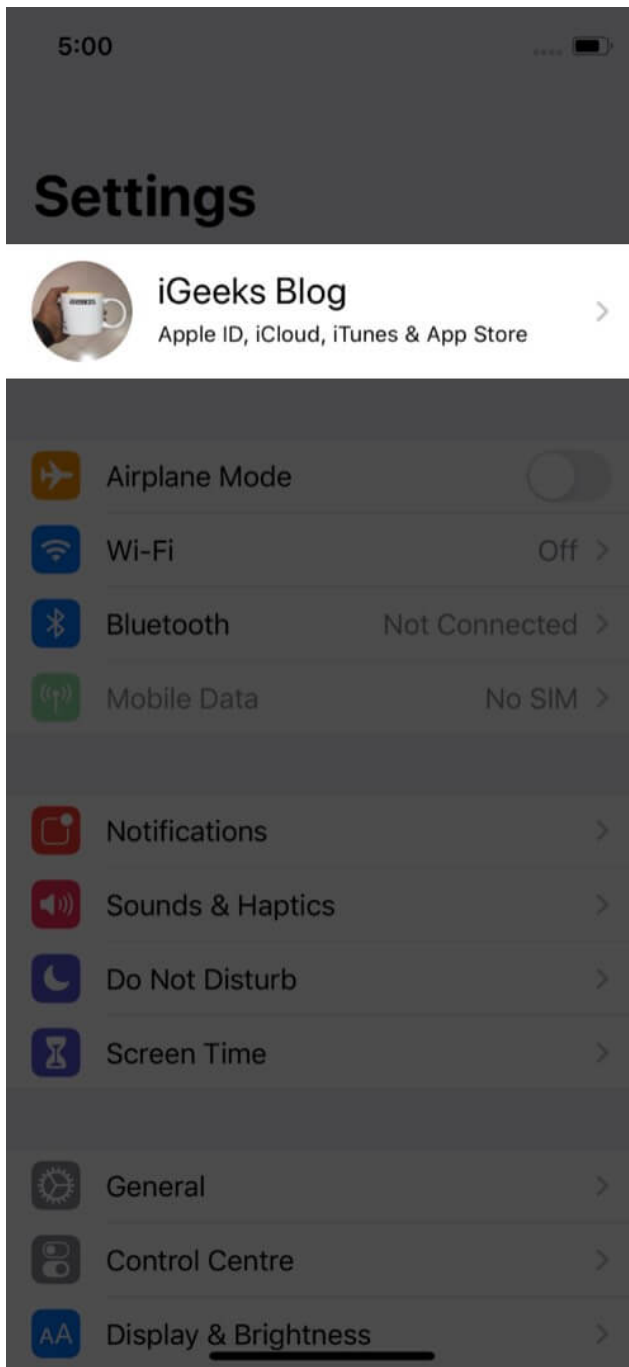 5:00
Settings
iGeeks Blog
Apple ID, iCloud, iTunes & App Store
Airplane Mode
Wi-Fi Off
Bluetooth Not Connected
Mobile Data No SIM
Notifications
Sounds & Haptics
Do Not Disturb
Screen Time
General
Control Centre
AA Display & Brightness